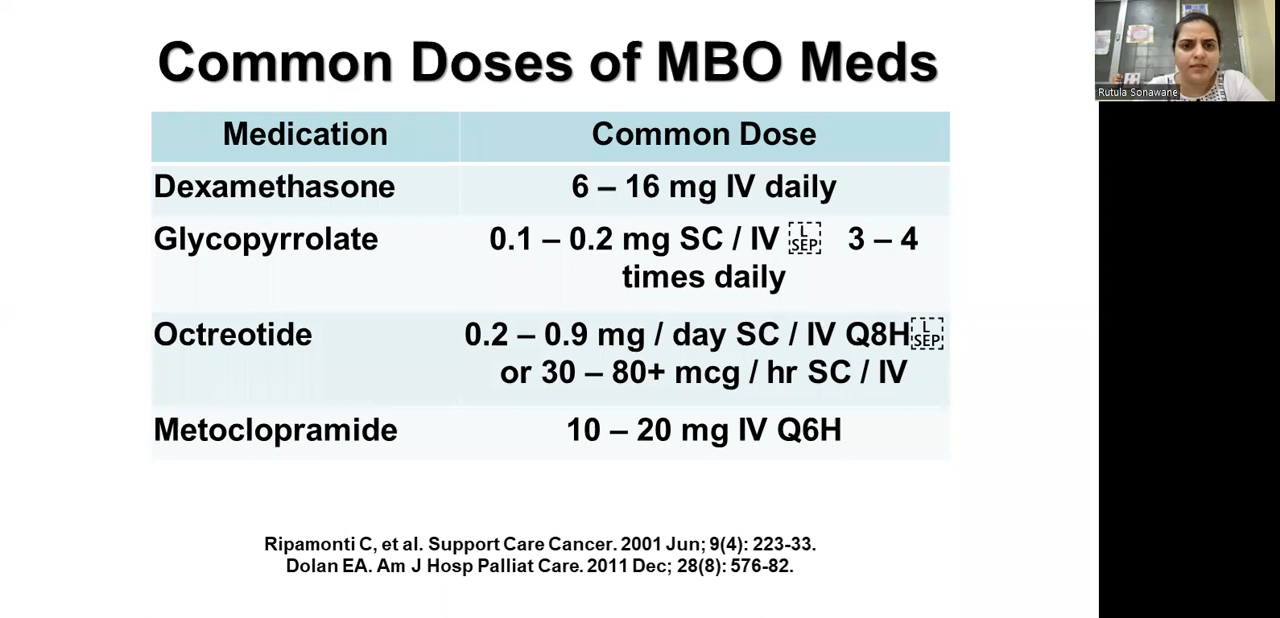 Common Doses of MBO Meds
Medication Common Dose
Dexamethasone 6 – 16 mg IV daily
Glycopyrrolate 0.1 – 0.2 mg SC / IV L SEP 3 – 4
times daily
Octreotide 0.2 – 0.9 mg / day SC / IV Q8H L SEP
or 30 – 80+ mcg / hr SC / IV
Metoclopramide 10 – 20 mg IV Q6H
Ripamonti C, et al. Support Care Cancer. 2001 Jun; 9(4): 223-33.
Dolan EA. Am J Hosp Palliat Care. 2011 Dec; 28(8): 576-82.
Rutula Sonawane